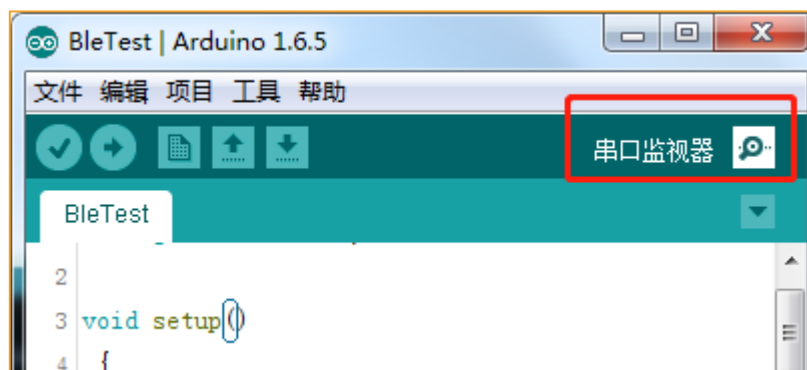 BleTest | Arduino 1.6.5
文件 编辑 项目 工具 帮助
串口监视器
BleTest
2
3 void setup()
4 {